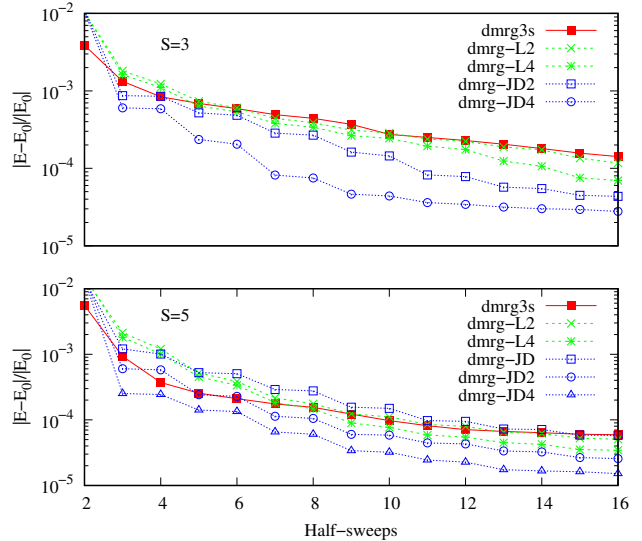 S=3
dmrg3s
dmrg−L2
dmrg−L4
dmrg−JD2
dmrg−JD4
|E−E0|/|E0|
10^-2
10^-3
10^-4
10^-5
S=5
dmrg3s
dmrg−L2
dmrg−L4
dmrg−JD
dmrg−JD2
dmrg−JD4
|E−E0|/|E0|
10^-2
10^-3
10^-4
10^-5
2 4 6 8 10 12 14 16
Half−sweeps